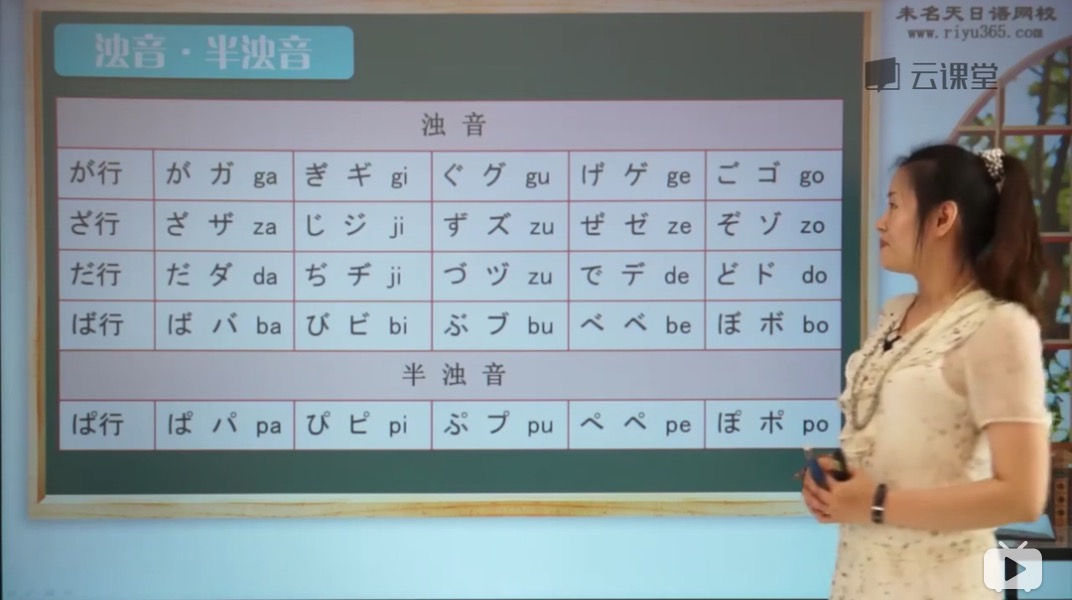 浊音·半浊音
未名天日语网校
www.riyu365.com
云课堂
浊 音
が行 が ガ ga ぎ ギ gi ぐ グ gu げ ゲ ge ご ゴ go
ざ行 ざ ザ za じ ジ ji ず ズ zu ぜ ゼ ze ぞ ゾ zo
だ行 だ ダ da ぢ ヂ ji づ ヅ zu で デ de ど ド do
ば行 ば バ ba び ビ bi ぶ ブ bu べ ベ be ぼ ボ bo
半 浊 音
ぱ行 ぱ パ pa ぴ ピ pi ぷ プ pu ぺ ペ pe ぽ ポ po